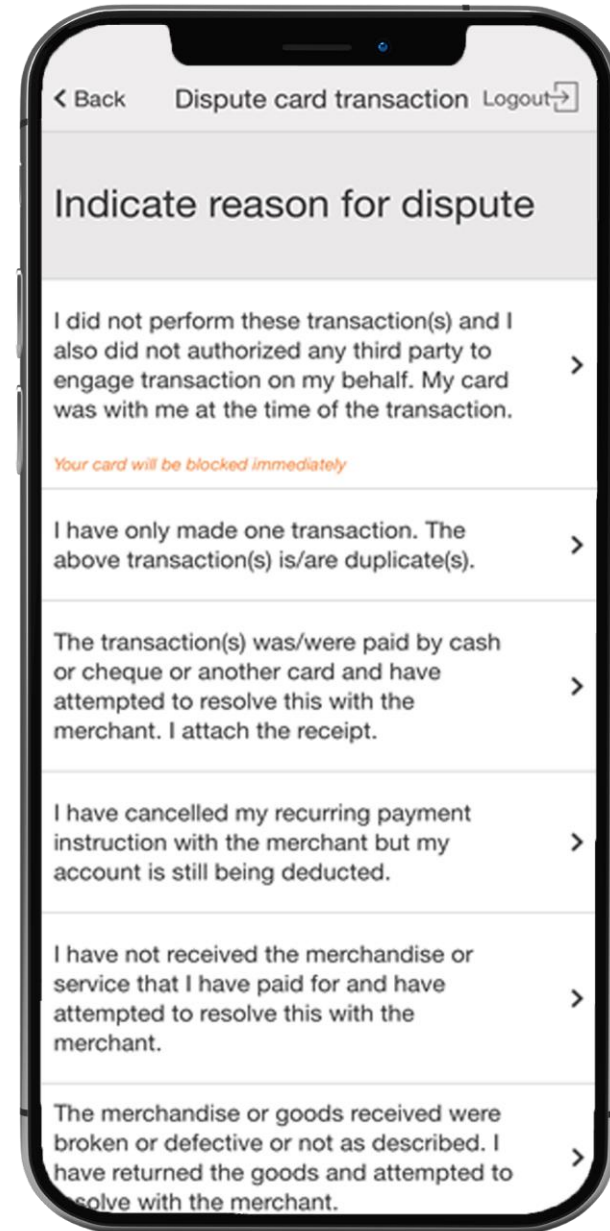 Back Dispute card transaction Logout
Indicate reason for dispute
I did not perform these transaction(s) and I
also did not authorized any third party to
engage transaction on my behalf. My card
was with me at the time of the transaction.
Your card will be blocked immediately
I have only made one transaction. The
above transaction(s) is/are duplicate(s).
The transaction(s) was/were paid by cash
or cheque or another card and have
attempted to resolve this with the
merchant. I attach the receipt.
I have cancelled my recurring payment
instruction with the merchant but my
account is still being deducted.
I have not received the merchandise or
service that I have paid for and have
attempted to resolve this with the
merchant.
The merchandise or goods received were
broken or defective or not as described. I
have returned the goods and attempted to
resolve with the merchant.